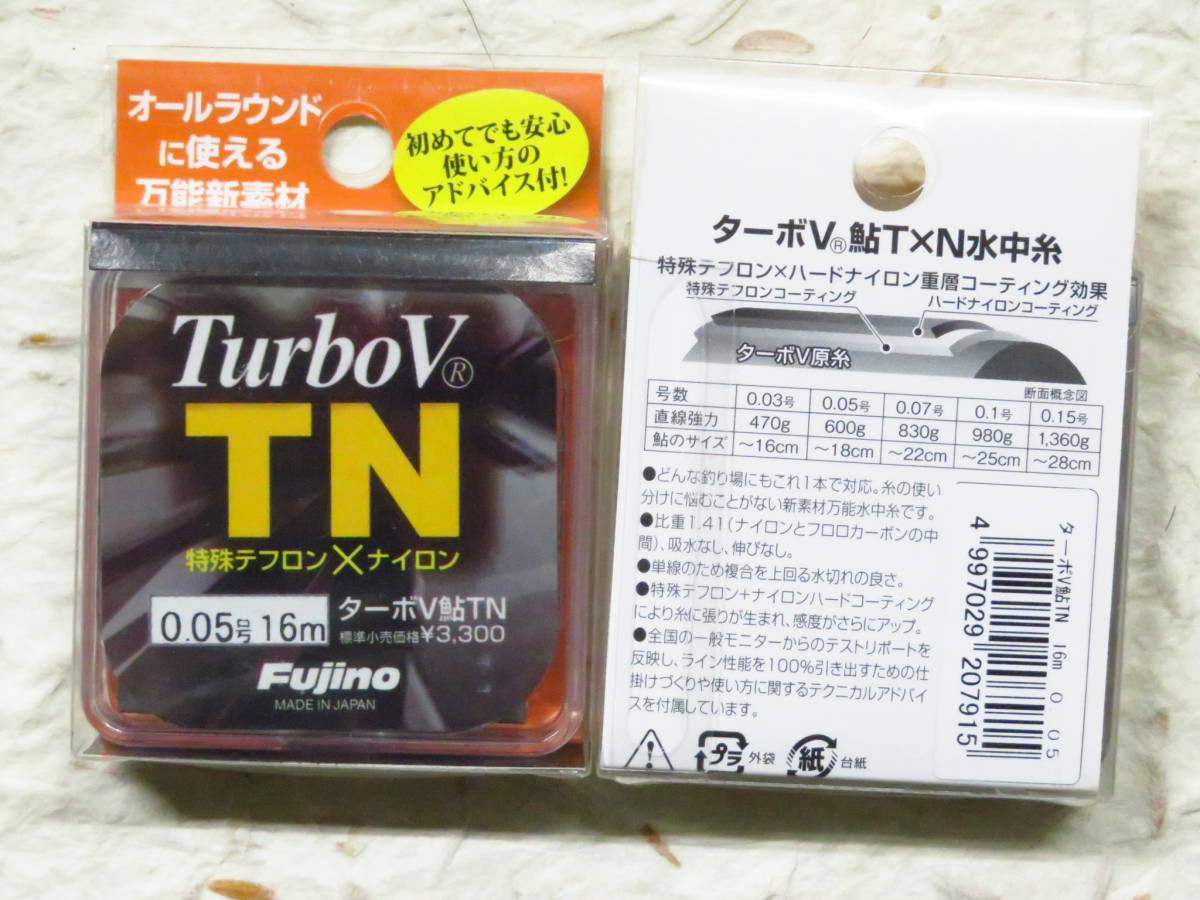 オールラウンド
に使える
万能新素材
初めてでも安心
使い方の
アドバイス付!
TurboV®
TN
特殊テフロン×ナイロン
0.05号16m
ターボV鮎TN
標準小売価格¥3,300
Fujino
MADE IN JAPAN
ターボV®鮎T×N水中糸
特殊テフロン×ハードナイロン重層コーティング効果
特殊テフロンコーティング
ハードナイロンコーティング
ターボV原糸
断面概念図
号数 0.03号 0.05号 0.07号 0.1号 0.15号
直線強力 470g 600g 830g 980g 1,360g
鮎のサイズ ～16cm ～18cm ～22cm ～25cm ～28cm
●どんな釣り場にもこれ1本で対応。糸の使い
分けに悩むことがない新素材万能水中糸です。
●比重1.41(ナイロンとフロロカーボンの中
間)、吸水なし、伸びなし。
●単線のため複合を上回る水切れの良さ。
●特殊テフロン+ナイロンハードコーティング
により糸に張りが生まれ、感度がさらにアップ。
●全国の一般モニターからのテストリポートを
反映し、ライン性能を100%引き出すための仕
掛けづくりや使い方に関するテクニカルアドバイ
スを付属しています。
プラ 外袋
紙 台紙
ターボV鮎TN 16m 0.05
4 997029 207915